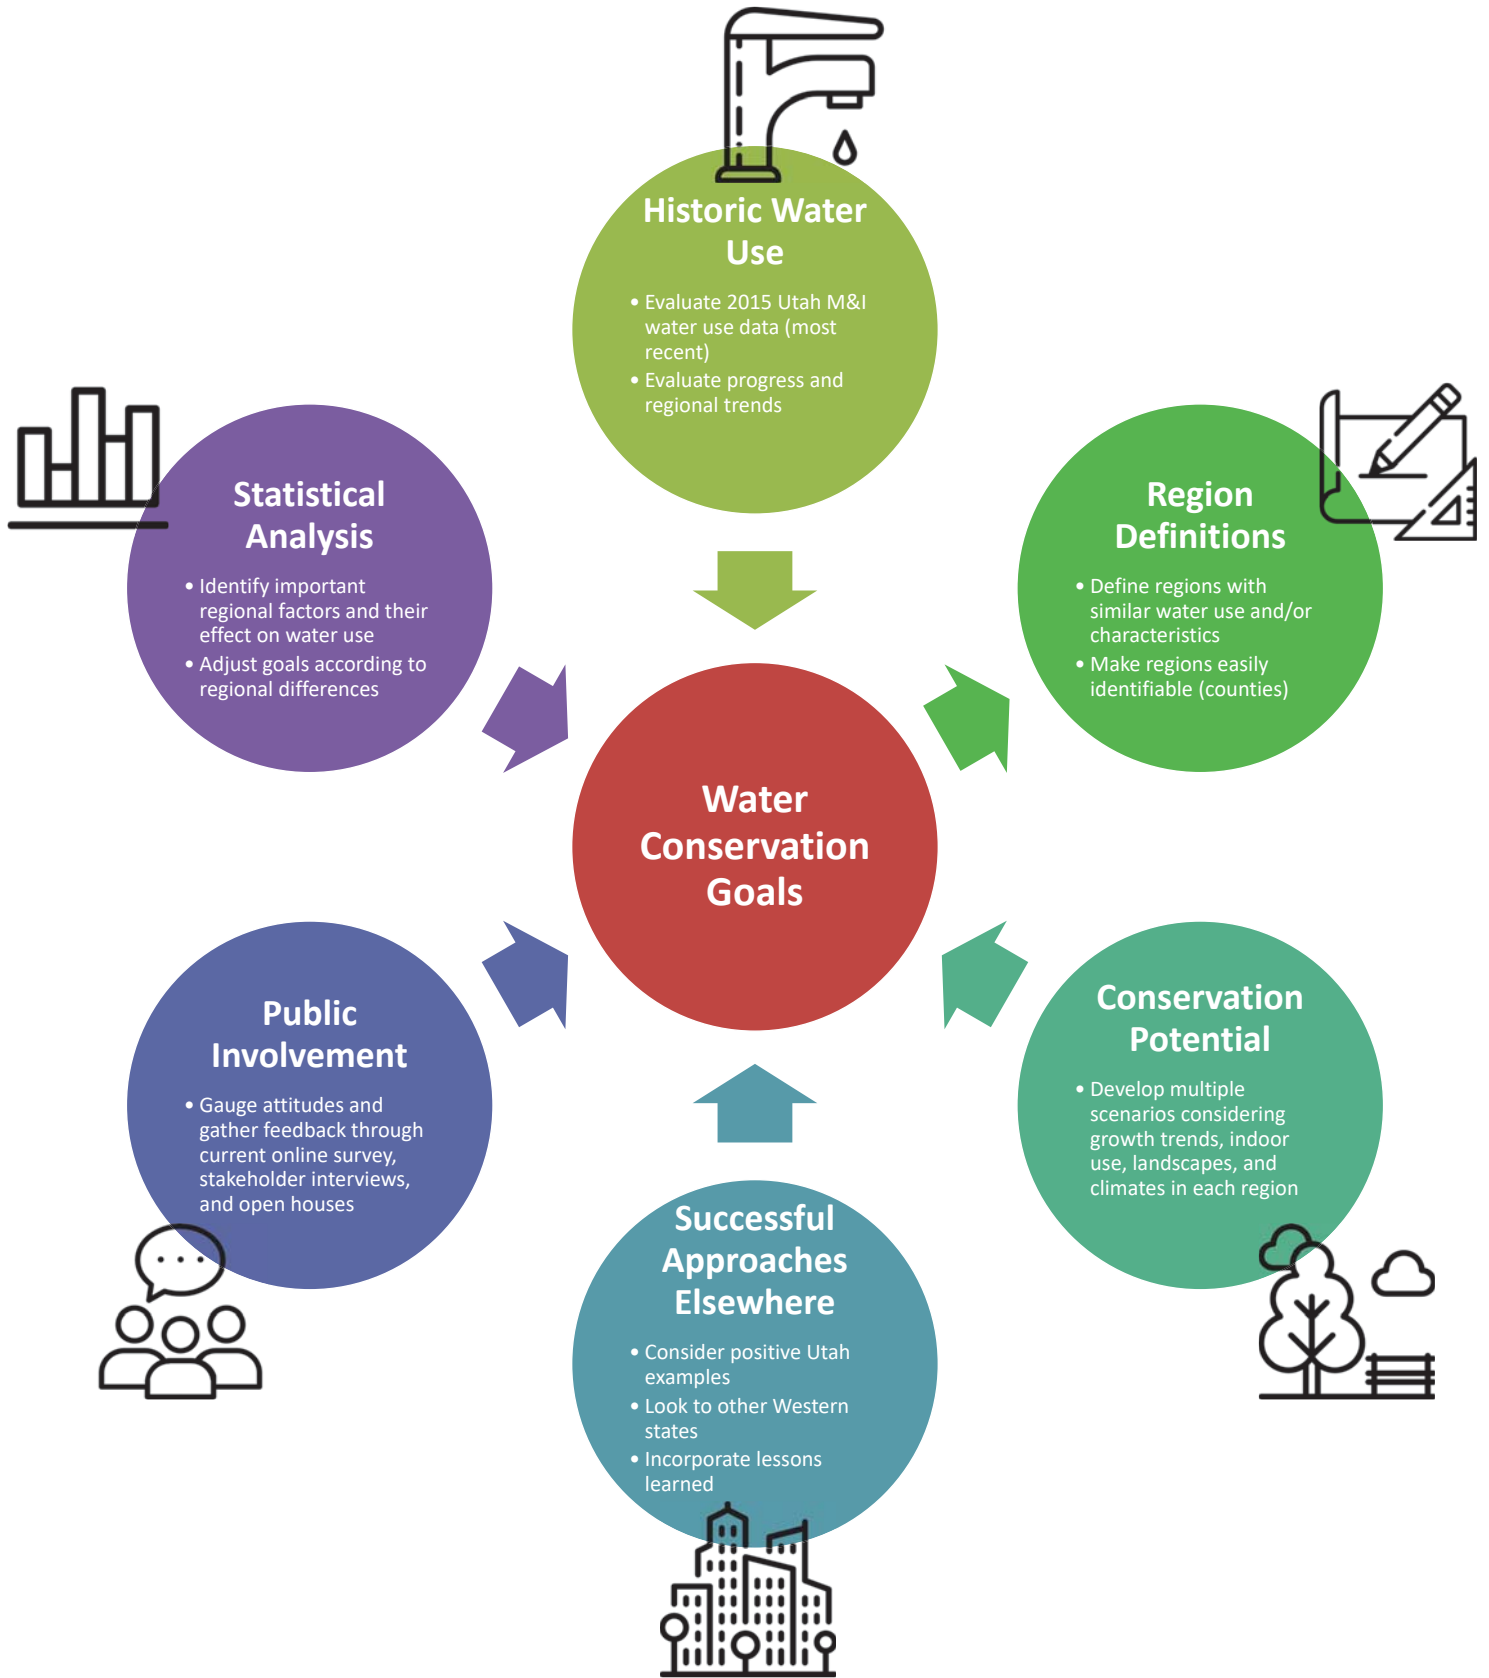 Historic Water
Use
• Evaluate 2015 Utah M&I
water use data (most
recent)
• Evaluate progress and
regional trends
Region
Definitions
• Define regions with
similar water use and/or
characteristics
• Make regions easily
identifiable (counties)
Conservation
Potential
• Develop multiple
scenarios considering
growth trends, indoor
use, landscapes, and
climates in each region
Successful
Approaches
Elsewhere
• Consider positive Utah
examples
• Look to other Western
states
• Incorporate lessons
learned
Public
Involvement
• Gauge attitudes and
gather feedback through
current online survey,
stakeholder interviews,
and open houses
Statistical
Analysis
• Identify important
regional factors and their
effect on water use
• Adjust goals according to
regional differences
Water
Conservation
Goals